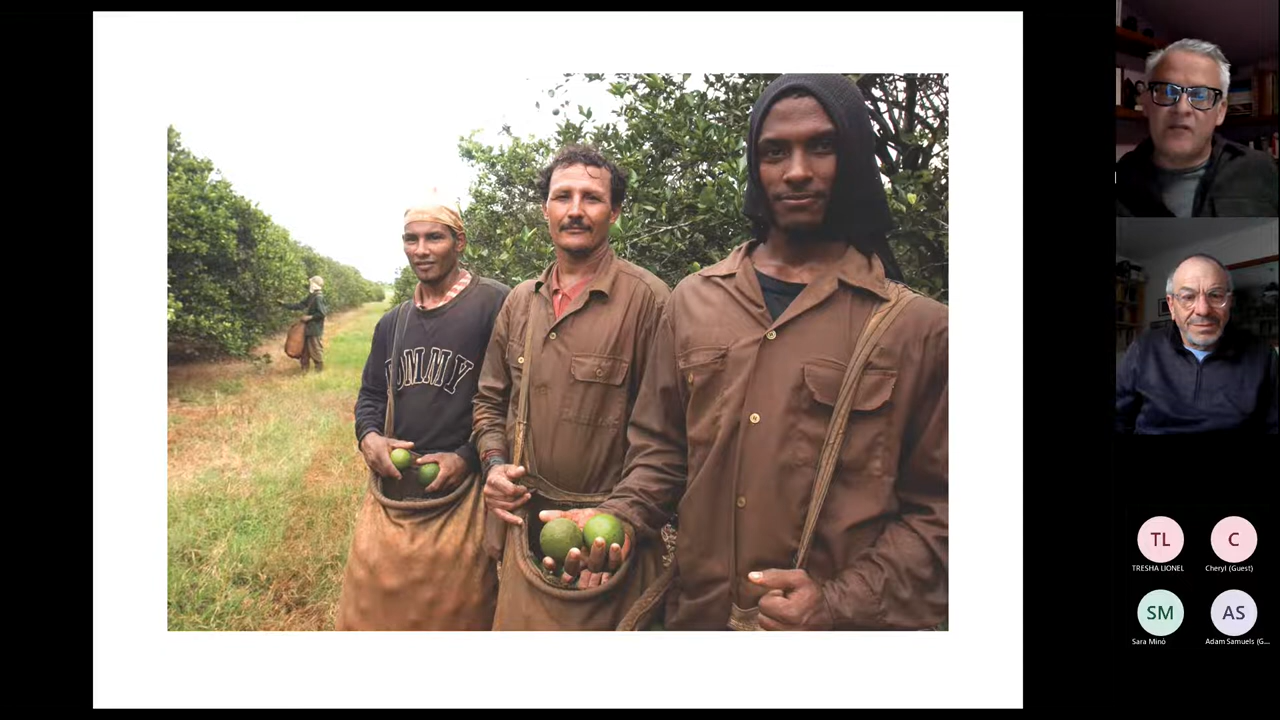 OMMY
TL
TRESHA LIONEL
C
Cheryl (Guest)
SM
Sara Minó
AS
Adam Samuels (G...